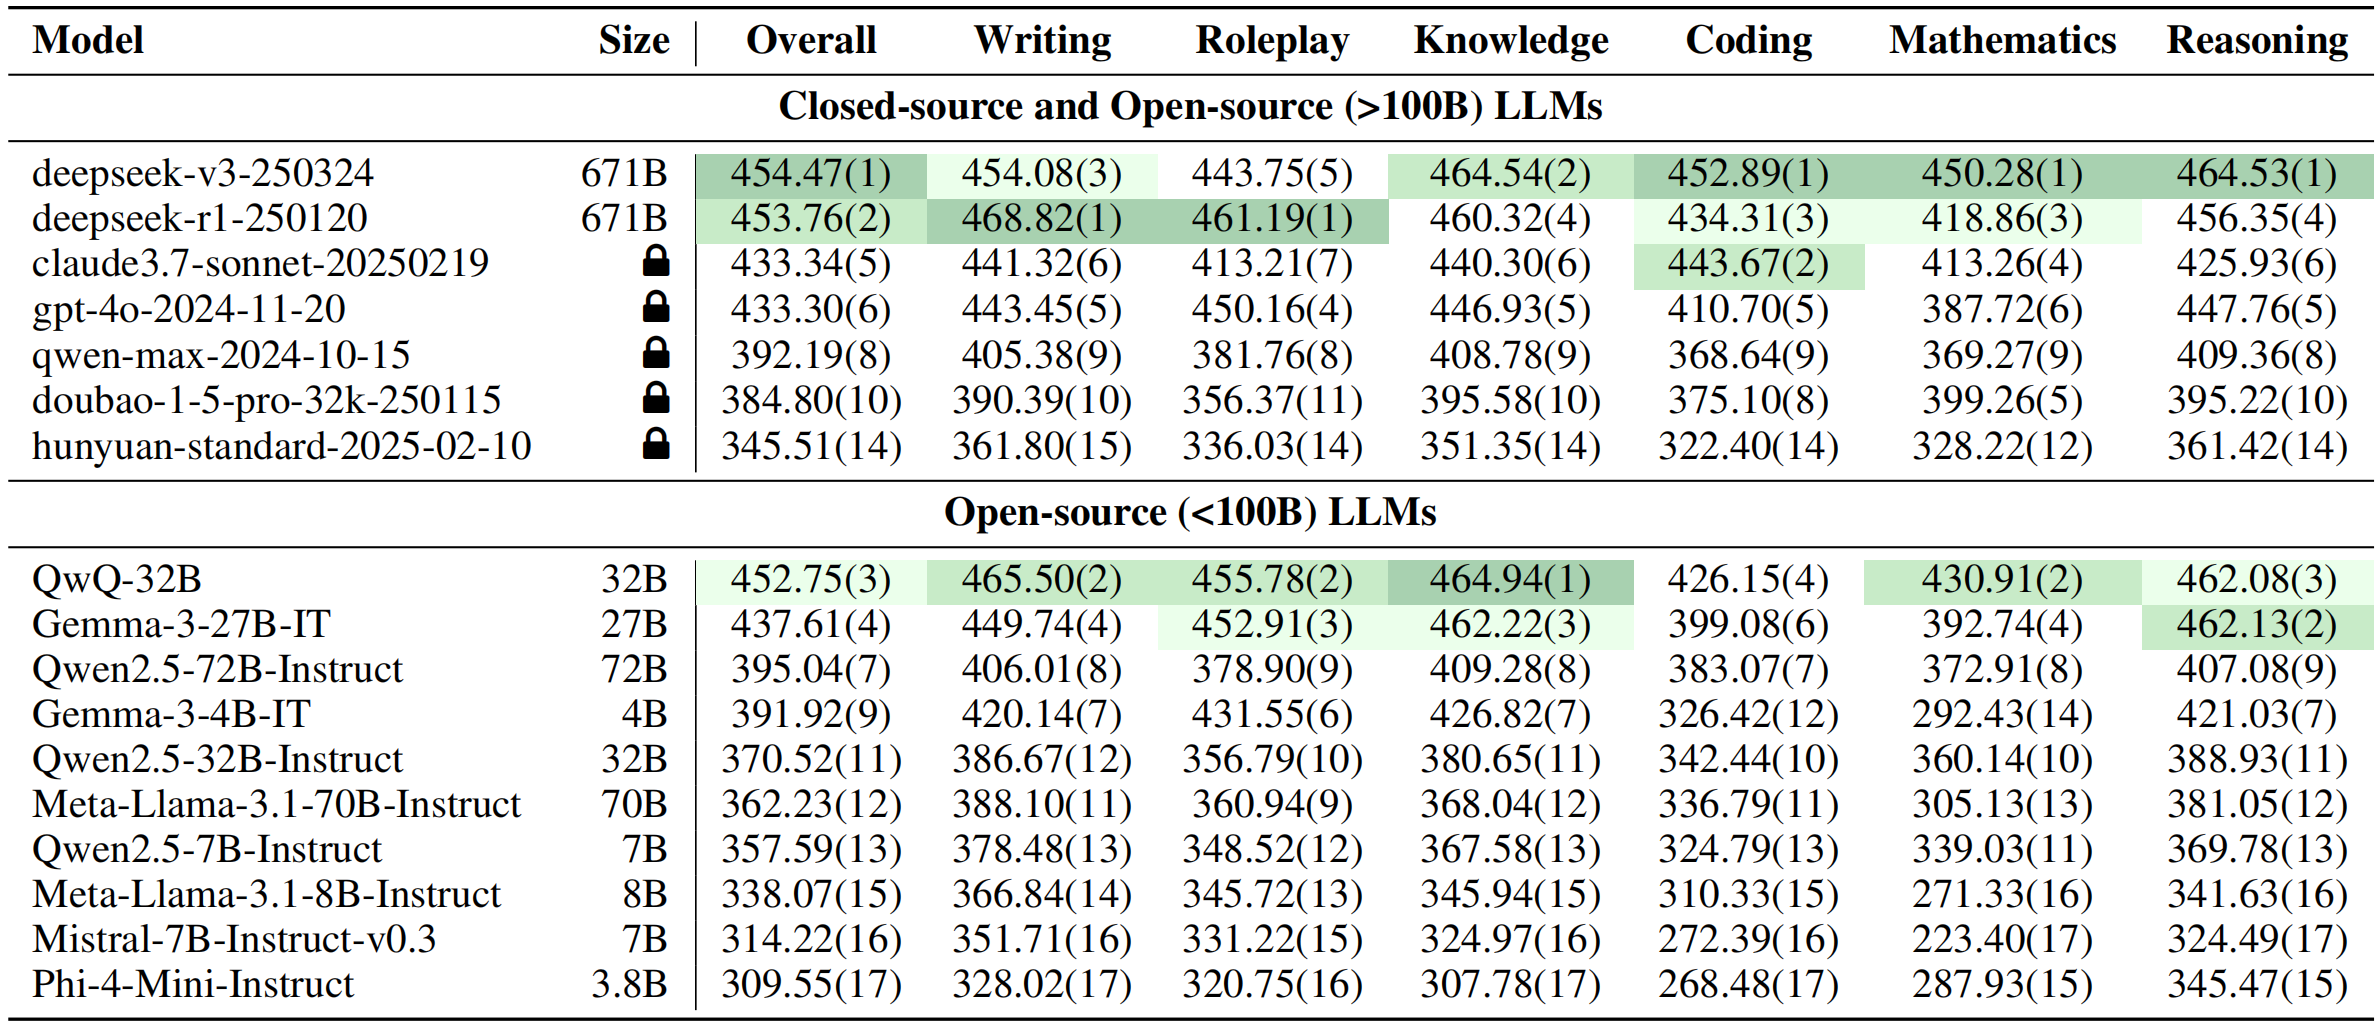 Model Size Overall Writing Roleplay Knowledge Coding Mathematics Reasoning
Closed-source and Open-source (>100B) LLMs
deepseek-v3-250324 671B 454.47(1) 454.08(3) 443.75(5) 464.54(2) 452.89(1) 450.28(1) 464.53(1)
deepseek-r1-250120 671B 453.76(2) 468.82(1) 461.19(1) 460.32(4) 434.31(3) 418.86(3) 456.35(4)
claude3.7-sonnet-20250219 433.34(5) 441.32(6) 413.21(7) 440.30(6) 443.67(2) 413.26(4) 425.93(6)
gpt-4o-2024-11-20 433.30(6) 443.45(5) 450.16(4) 446.93(5) 410.70(5) 387.72(6) 447.76(5)
qwen-max-2024-10-15 392.19(8) 405.38(9) 381.76(8) 408.78(9) 368.64(9) 369.27(9) 409.36(8)
doubao-1-5-pro-32k-250115 384.80(10) 390.39(10) 356.37(11) 395.58(10) 375.10(8) 399.26(5) 395.22(10)
hunyuan-standard-2025-02-10 345.51(14) 361.80(15) 336.03(14) 351.35(14) 322.40(14) 328.22(12) 361.42(14)
Open-source (<100B) LLMs
QwQ-32B 32B 452.75(3) 465.50(2) 455.78(2) 464.94(1) 426.15(4) 430.91(2) 462.08(3)
Gemma-3-27B-IT 27B 437.61(4) 449.74(4) 452.91(3) 462.22(3) 399.08(6) 392.74(4) 462.13(2)
Qwen2.5-72B-Instruct 72B 395.04(7) 406.01(8) 378.90(9) 409.28(8) 383.07(7) 372.91(8) 407.08(9)
Gemma-3-4B-IT 4B 391.92(9) 420.14(7) 431.55(6) 426.82(7) 326.42(12) 292.43(14) 421.03(7)
Qwen2.5-32B-Instruct 32B 370.52(11) 386.67(12) 356.79(10) 380.65(11) 342.44(10) 360.14(10) 388.93(11)
Meta-Llama-3.1-70B-Instruct 70B 362.23(12) 388.10(11) 360.94(9) 368.04(12) 336.79(11) 305.13(13) 381.05(12)
Qwen2.5-7B-Instruct 7B 357.59(13) 378.48(13) 348.52(12) 367.58(13) 324.79(13) 339.03(11) 369.78(13)
Meta-Llama-3.1-8B-Instruct 8B 338.07(15) 366.84(14) 345.72(13) 345.94(15) 310.33(15) 271.33(16) 341.63(16)
Mistral-7B-Instruct-v0.3 7B 314.22(16) 351.71(16) 331.22(15) 324.97(16) 272.39(16) 223.40(17) 324.49(17)
Phi-4-Mini-Instruct 3.8B 309.55(17) 328.02(17) 320.75(16) 307.78(17) 268.48(17) 287.93(15) 345.47(15)